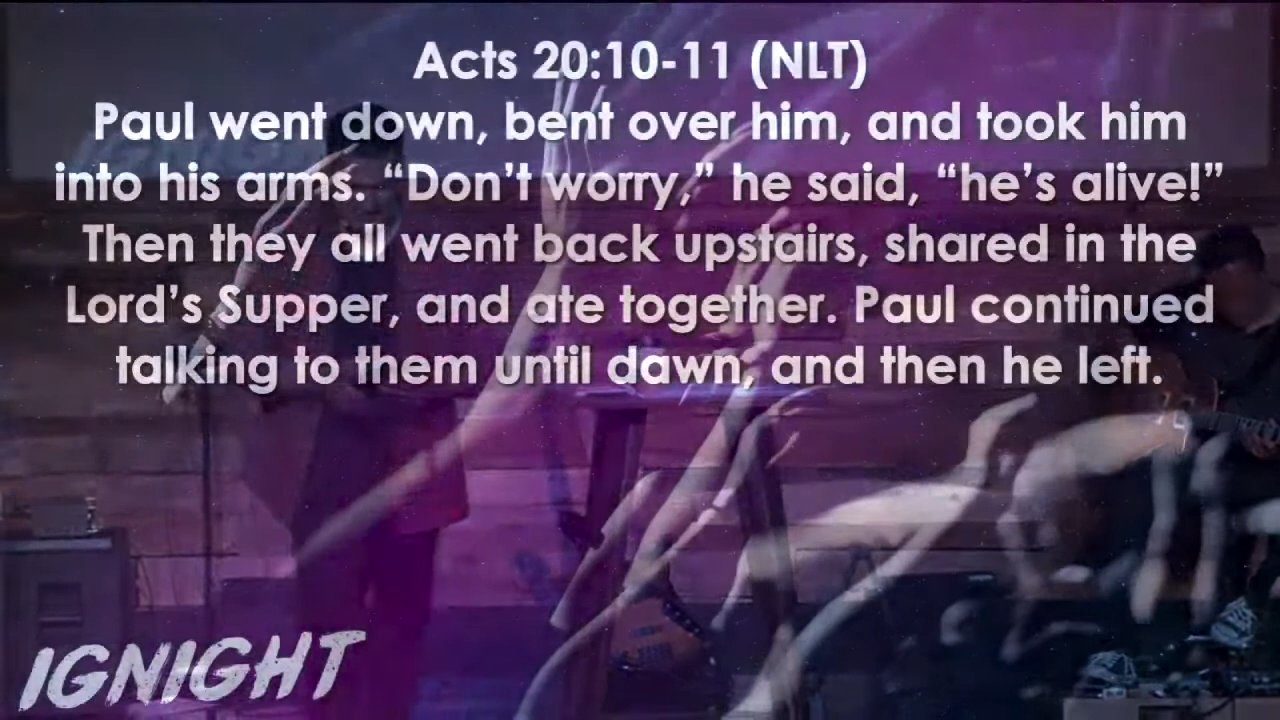 Acts 20:10-11 (NLT)
Paul went down, bent over him, and took him
into his arms. “Don’t worry,” he said, “he’s alive!”
Then they all went back upstairs, shared in the
Lord’s Supper, and ate together. Paul continued
talking to them until dawn, and then he left.
IGNIGHT